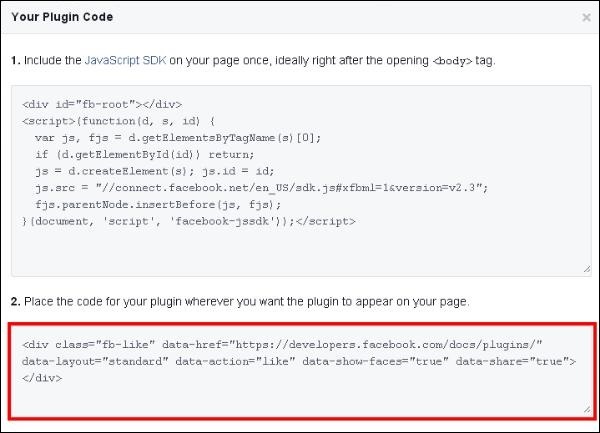 Your Plugin Code ×
1. Include the JavaScript SDK on your page once, ideally right after the opening <body> tag.
<div id="fb-root"></div>
<script>(function(d, s, id) {
  var js, fjs = d.getElementsByTagName(s)[0];
  if (d.getElementById(id)) return;
  js = d.createElement(s); js.id = id;
  js.src = "//connect.facebook.net/en_US/sdk.js#xfbml=1&version=v2.3";
  fjs.parentNode.insertBefore(js, fjs);
}(document, 'script', 'facebook-jssdk'));</script>
2. Place the code for your plugin wherever you want the plugin to appear on your page.
<div class="fb-like" data-href="https://developers.facebook.com/docs/plugins/"
data-layout="standard" data-action="like" data-show-faces="true" data-share="true">
</div>